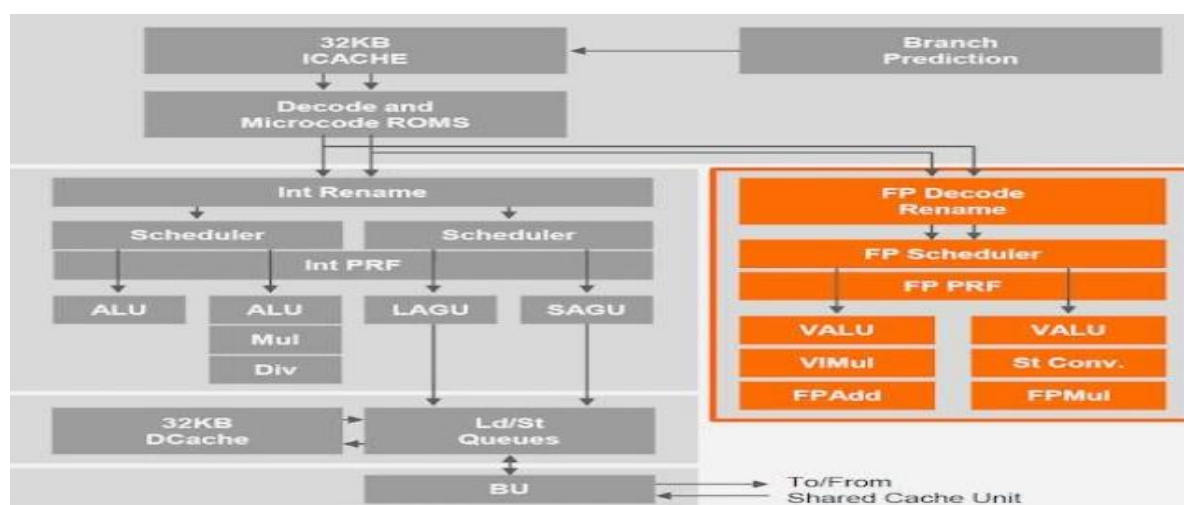 32KB
ICACHE
Branch
Prediction
Decode and
Microcode ROMS
Int Rename
Scheduler
Scheduler
Int PRF
ALU
ALU
LAGU
SAGU
Mul
Div
FP Decode
Rename
FP Scheduler
FP PRF
VALU
VALU
VIMul
St Conv.
FPAdd
FPMul
32KB
DCache
Ld/St
Queues
BU
To/From
Shared Cache Unit